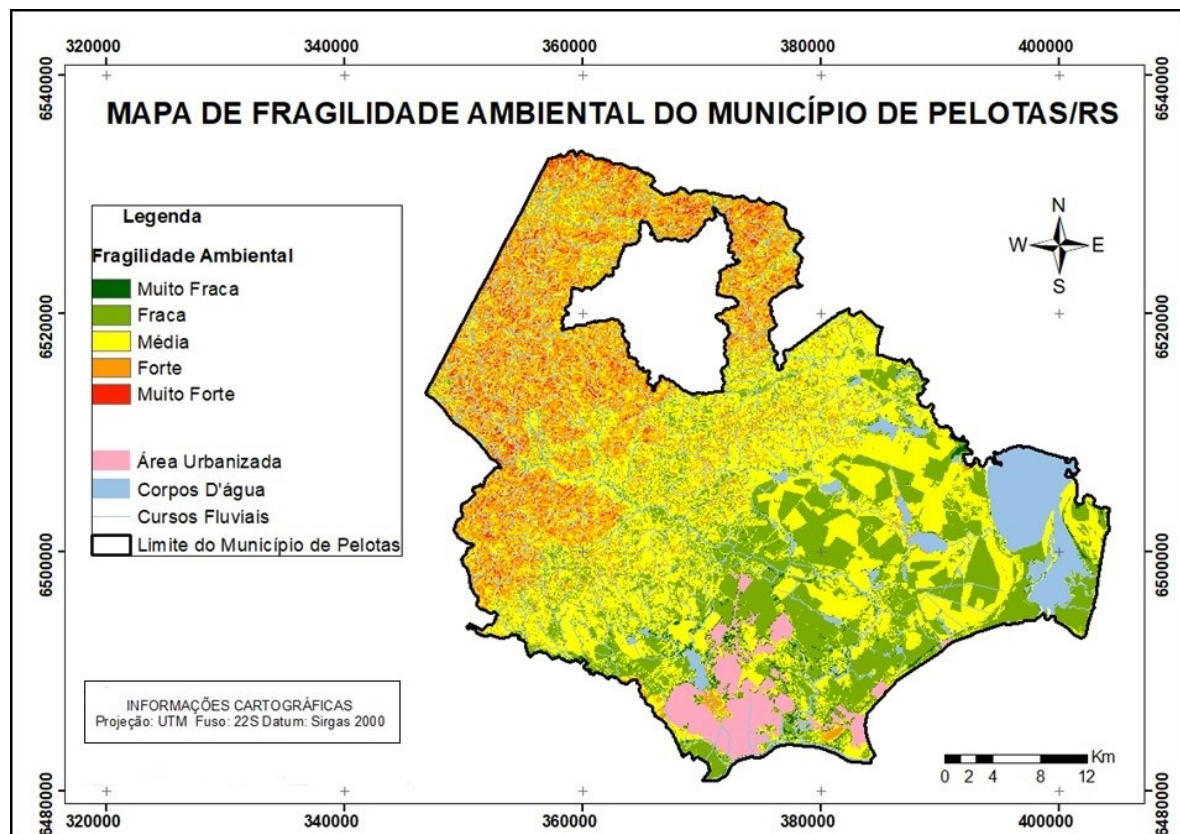 320000 340000 360000 380000 400000
6540000 6540000
MAPA DE FRAGILIDADE AMBIENTAL DO MUNICÍPIO DE PELOTAS/RS
Legenda
Fragilidade Ambiental
Muito Fraca
Fraca
Média
Forte
Muito Forte
Área Urbanizada
Corpos D'água
Cursos Fluviais
Limite do Município de Pelotas
N
W E
S
6520000 6520000
6500000 6500000
INFORMAÇÕES CARTOGRÁFICAS
Projeção: UTM Fuso: 22S Datum: Sirgas 2000
Km
0 2 4 8 12
6480000 6480000
320000 340000 360000 380000 400000